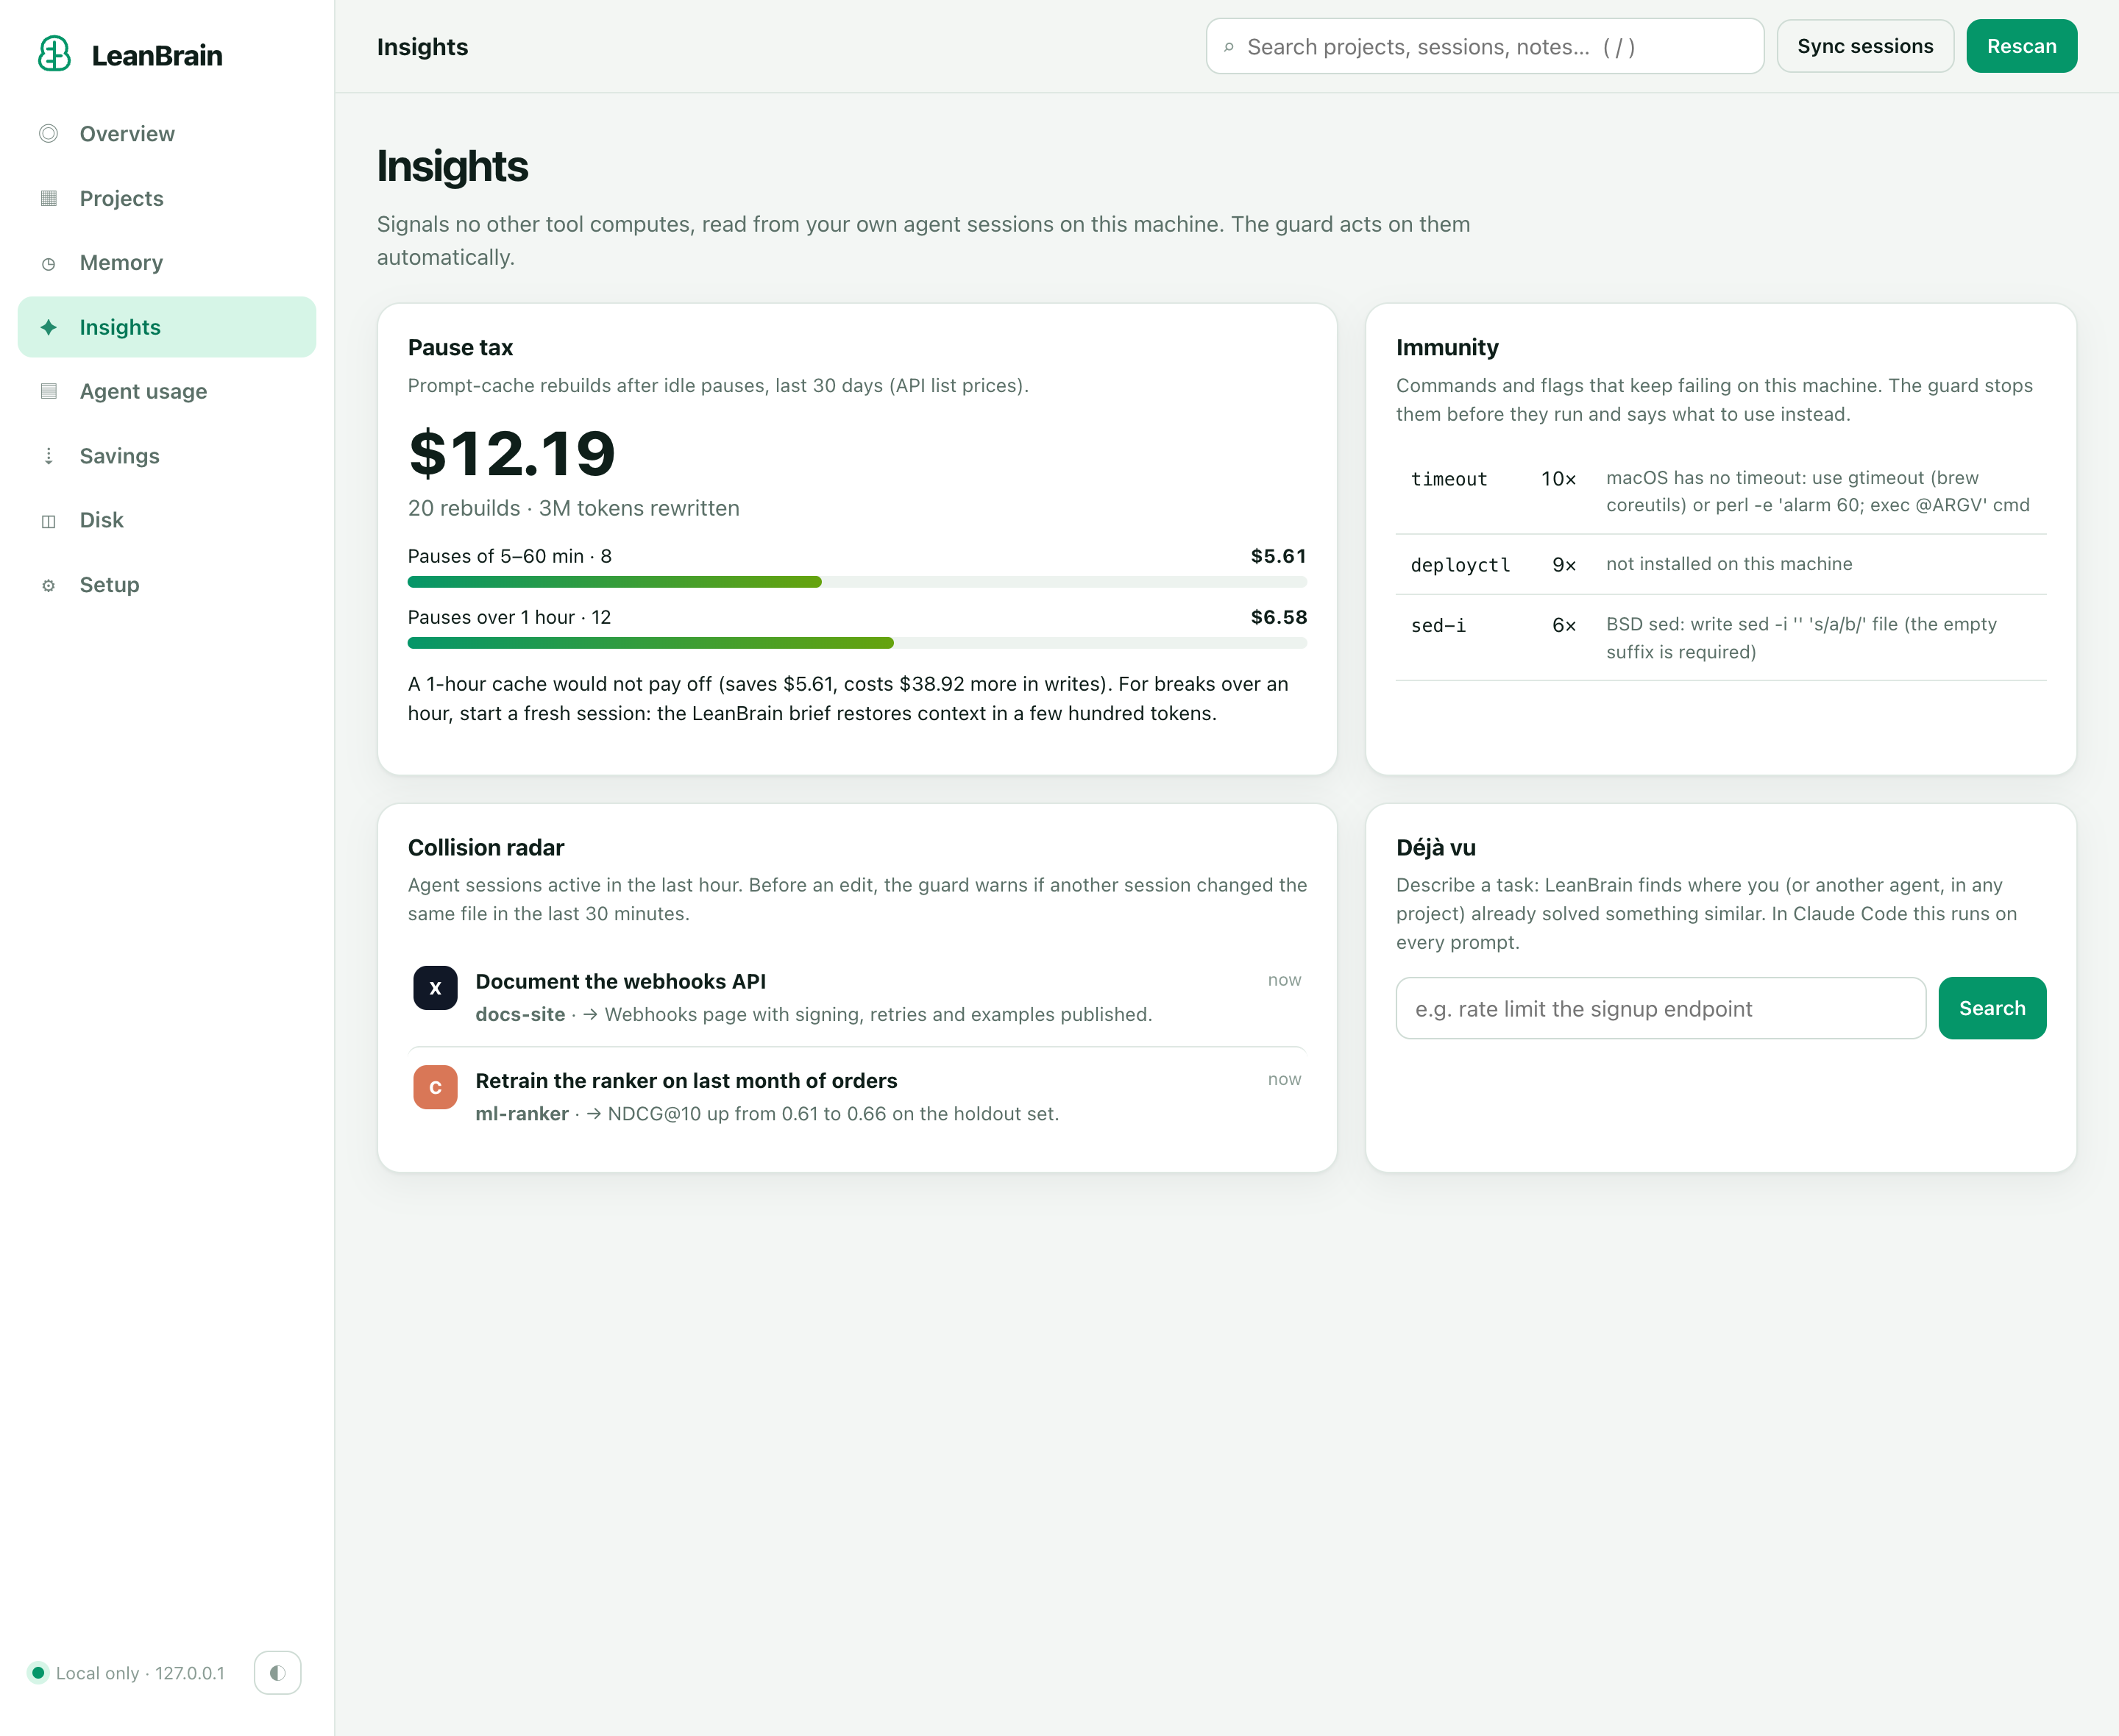 LeanBrain
Overview
Projects
Memory
Insights
Agent usage
Savings
Disk
Setup
Local only · 127.0.0.1
Insights
Search projects, sessions, notes... ( / )
Sync sessions
Rescan
Insights
Signals no other tool computes, read from your own agent sessions on this machine. The guard acts on them
automatically.
Pause tax
Prompt-cache rebuilds after idle pauses, last 30 days (API list prices).
$12.19
20 rebuilds · 3M tokens rewritten
Pauses of 5–60 min · 8 $5.61
Pauses over 1 hour · 12 $6.58
A 1-hour cache would not pay off (saves $5.61, costs $38.92 more in writes). For breaks over an
hour, start a fresh session: the LeanBrain brief restores context in a few hundred tokens.
Immunity
Commands and flags that keep failing on this machine. The guard stops
them before they run and says what to use instead.
timeout 10× macOS has no timeout: use gtimeout (brew
coreutils) or perl -e 'alarm 60; exec @ARGV' cmd
deployctl 9× not installed on this machine
sed-i 6× BSD sed: write sed -i '' 's/a/b/' file (the empty
suffix is required)
Collision radar
Agent sessions active in the last hour. Before an edit, the guard warns if another session changed the
same file in the last 30 minutes.
X Document the webhooks API now
docs-site · → Webhooks page with signing, retries and examples published.
C Retrain the ranker on last month of orders now
ml-ranker · → NDCG@10 up from 0.61 to 0.66 on the holdout set.
Déjà vu
Describe a task: LeanBrain finds where you (or another agent, in any
project) already solved something similar. In Claude Code this runs on
every prompt.
e.g. rate limit the signup endpoint
Search